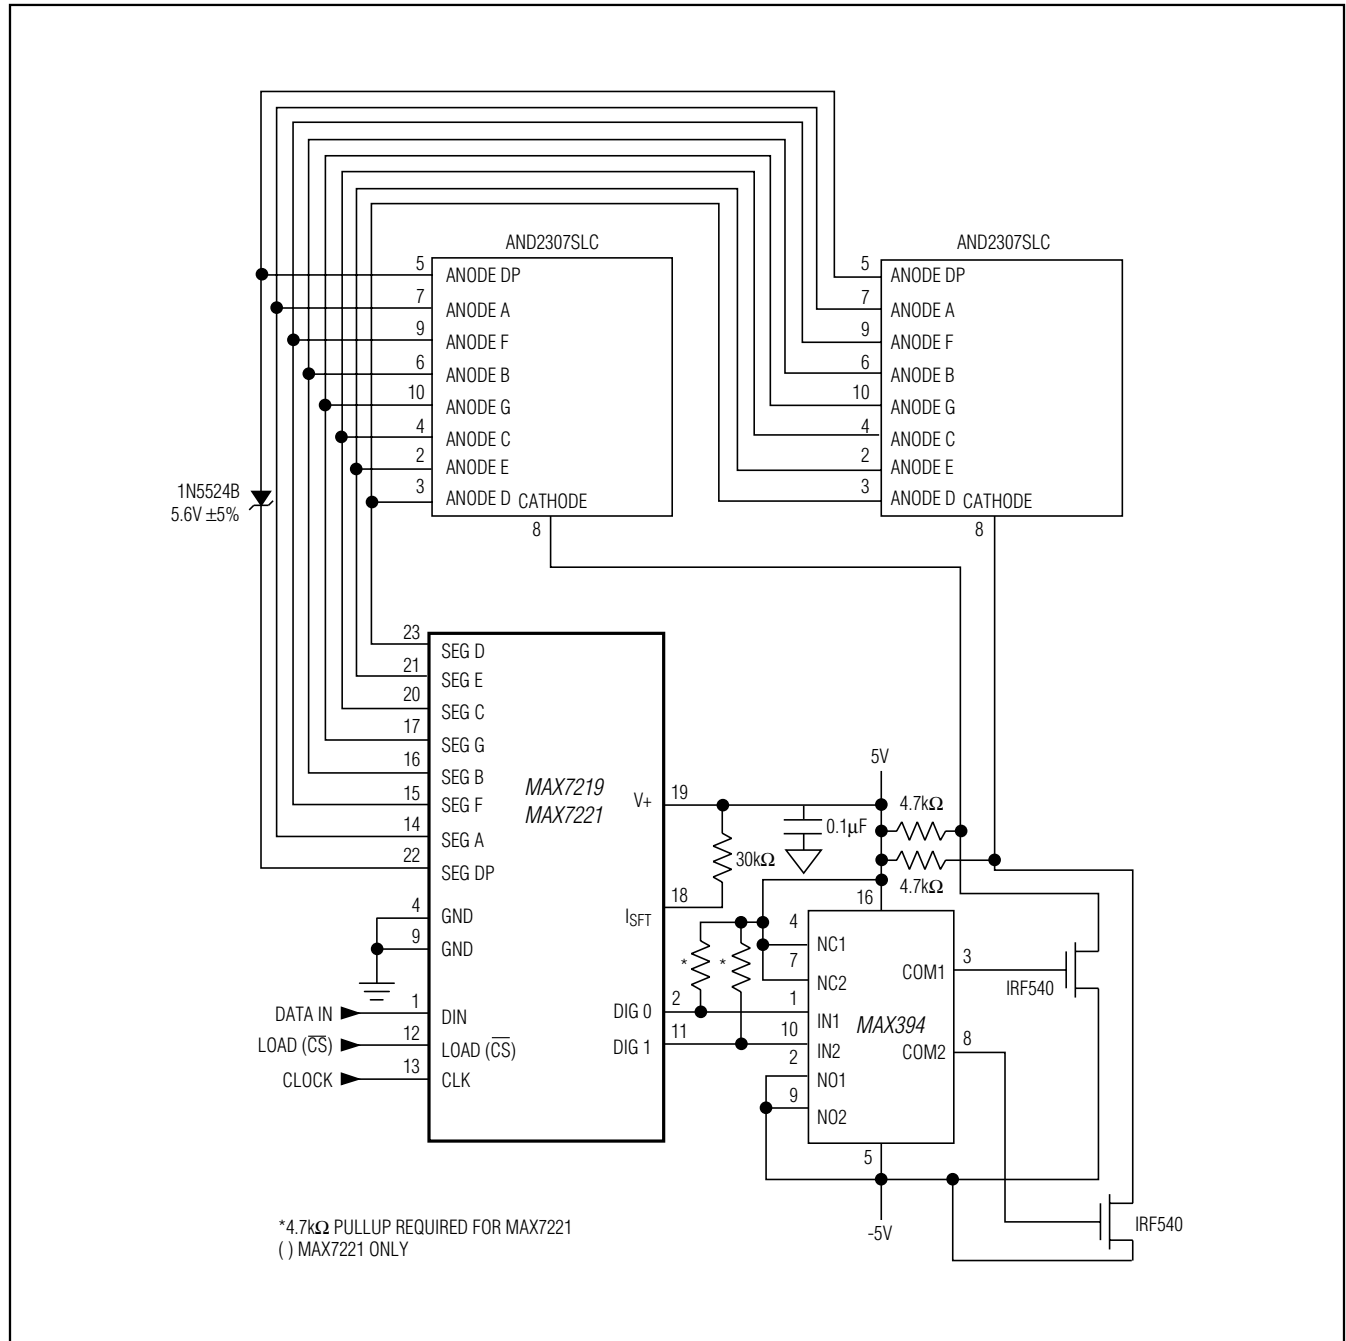 AND2307SLC
5
ANODE DP
7
ANODE A
9
ANODE F
6
ANODE B
10
ANODE G
4
ANODE C
2
ANODE E
3
ANODE D CATHODE
8
AND2307SLC
5
ANODE DP
7
ANODE A
9
ANODE F
6
ANODE B
10
ANODE G
4
ANODE C
2
ANODE E
3
ANODE D CATHODE
8
1N5524B
5.6V ±5%
23
SEG D
21
SEG E
20
SEG C
17
SEG G
16
SEG B
15
SEG F
14
SEG A
22
SEG DP
4
GND
9
GND
DATA IN
1
DIN
LOAD (C̅S̅)
12
LOAD (C̅S̅)
CLOCK
13
CLK
MAX7219
MAX7221
V+
19
18
ISFT
DIG 0
2
DIG 1
11
30kΩ
0.1μF
5V
4.7kΩ
4.7kΩ
*
*
16
4
NC1
7
NC2
1
IN1
10
IN2
2
NO1
9
NO2
MAX394
COM1
3
COM2
8
5
-5V
IRF540
IRF540
*4.7kΩ PULLUP REQUIRED FOR MAX7221
( ) MAX7221 ONLY